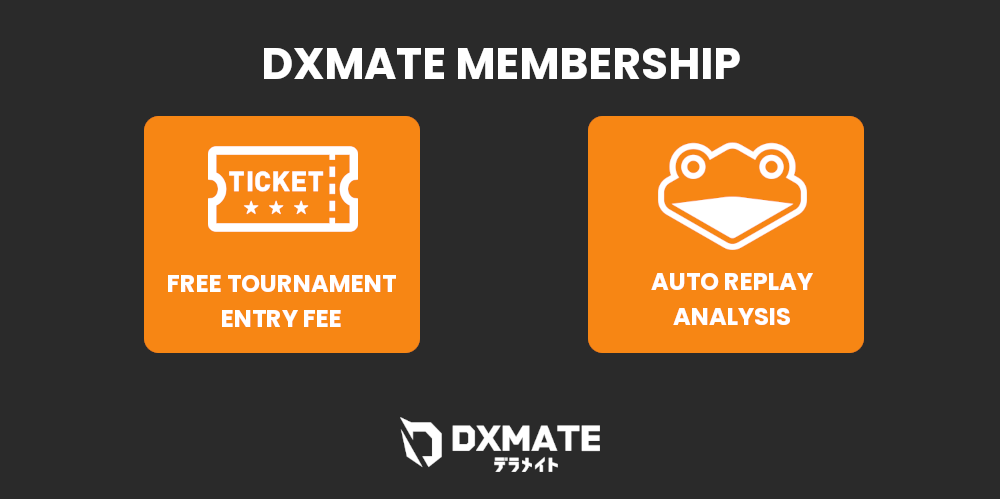 DXMATE MEMBERSHIP
TICKET
FREE TOURNAMENT
ENTRY FEE
AUTO REPLAY
ANALYSIS
DXMATE
デラメイト